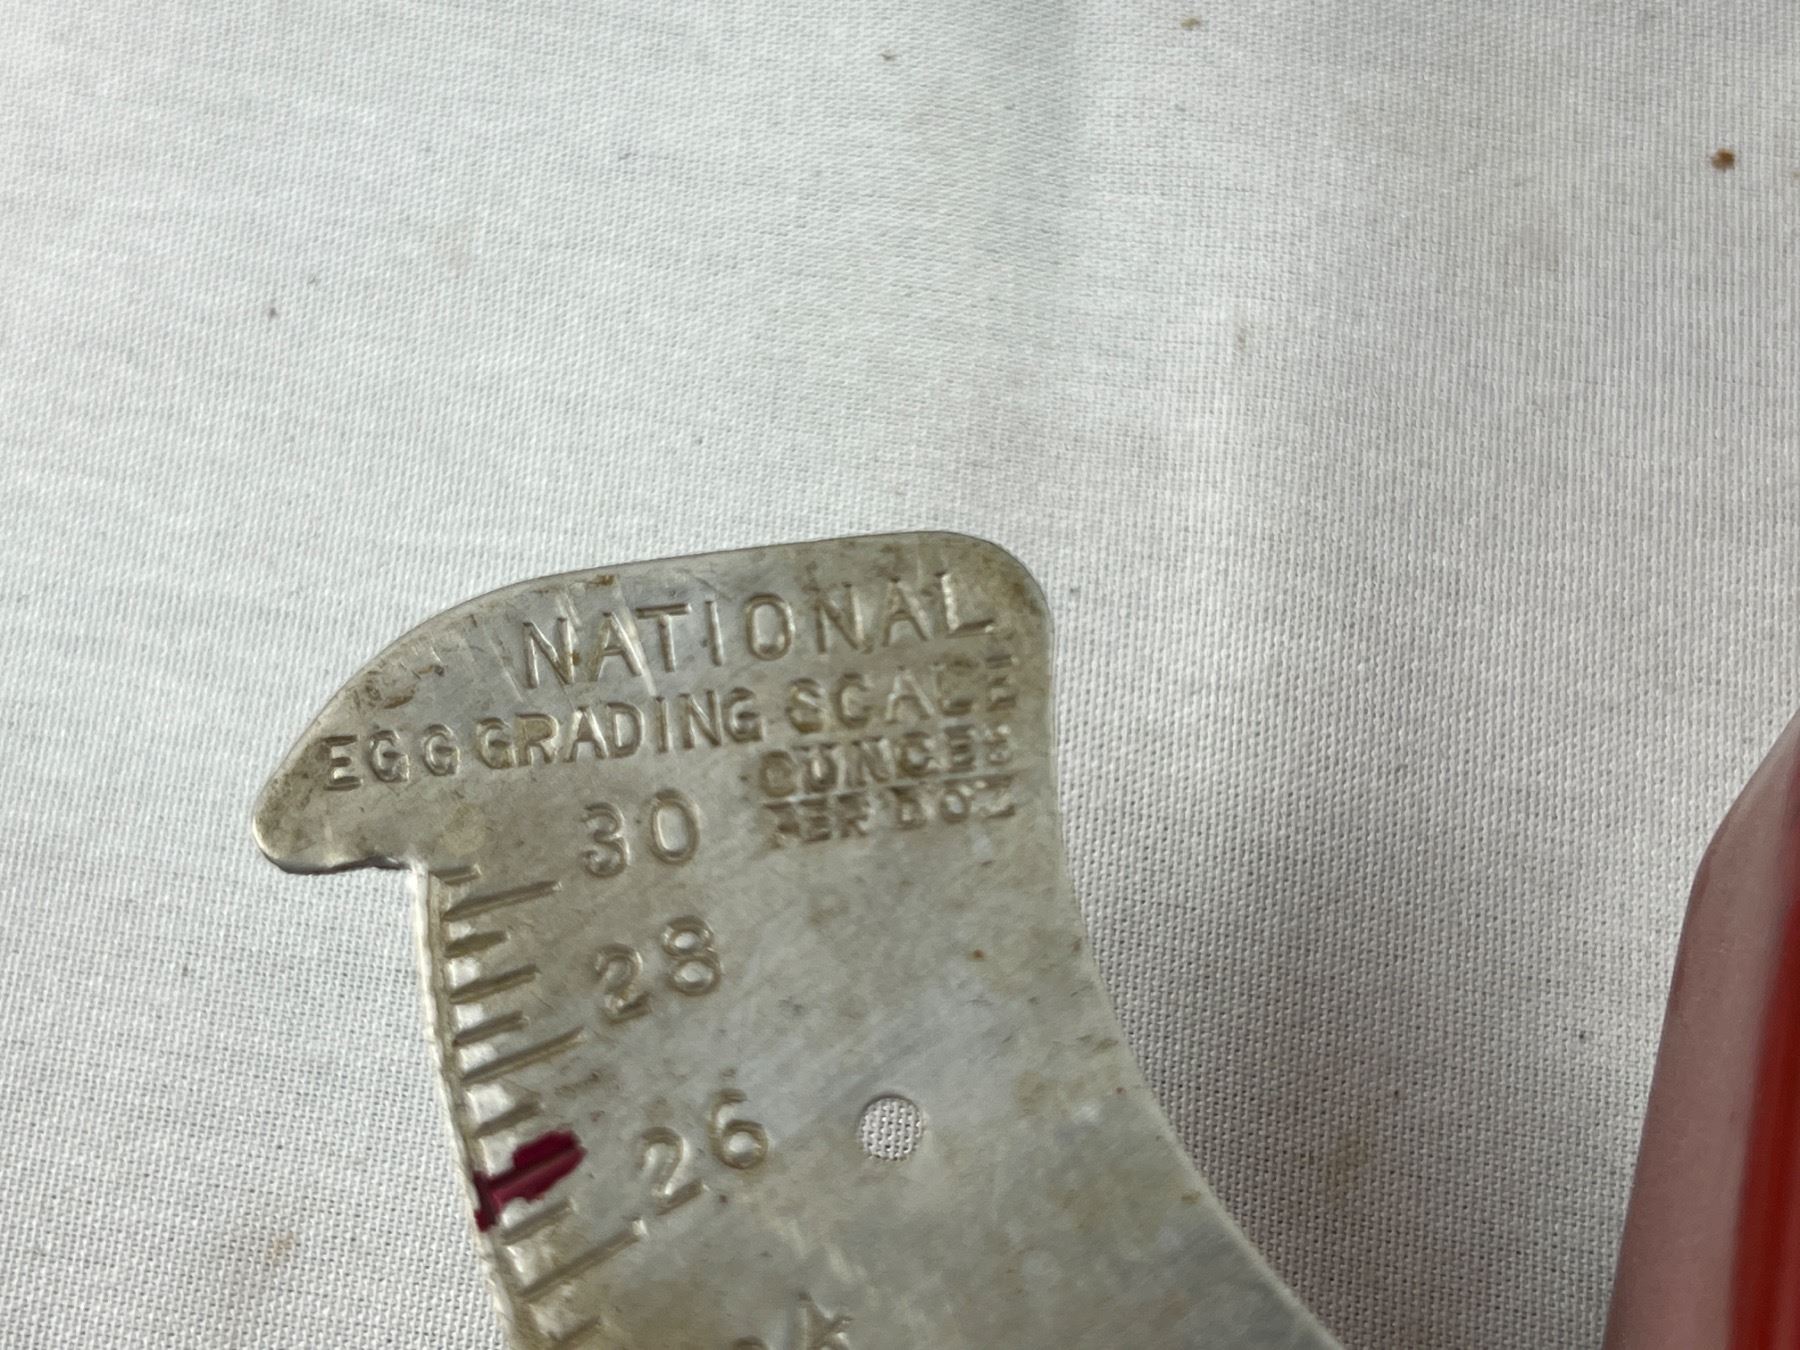 NATIONAL
EGG GRADING SCALE
OUNCES
PER DOZ
30
28
26